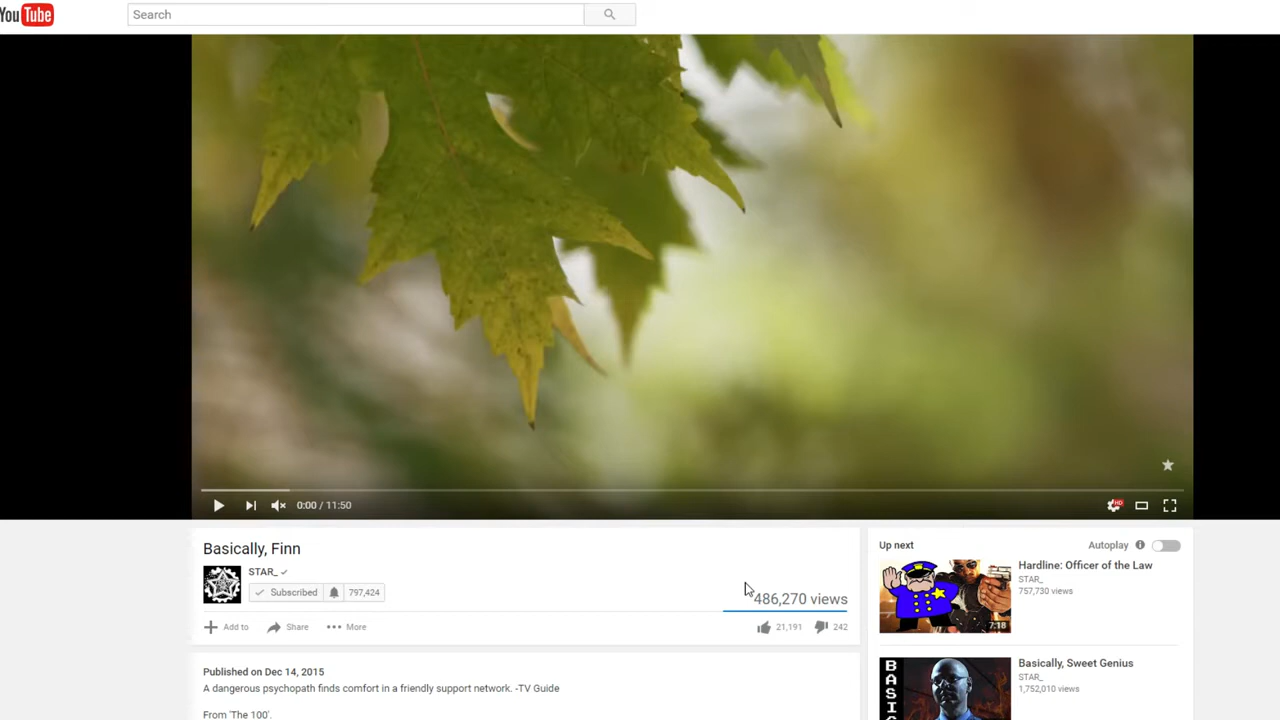 YouTube
Search
0:00 / 11:50
HD
Basically, Finn
STAR_
Subscribed 797,424
486,270 views
Add to Share More
21,191 242
Published on Dec 14, 2015
A dangerous psychopath finds comfort in a friendly support network. -TV Guide
From 'The 100'.
Up next Autoplay
Hardline: Officer of the Law
STAR_
757,730 views
7:18
Basically, Sweet Genius
STAR_
1,752,010 views
BASI